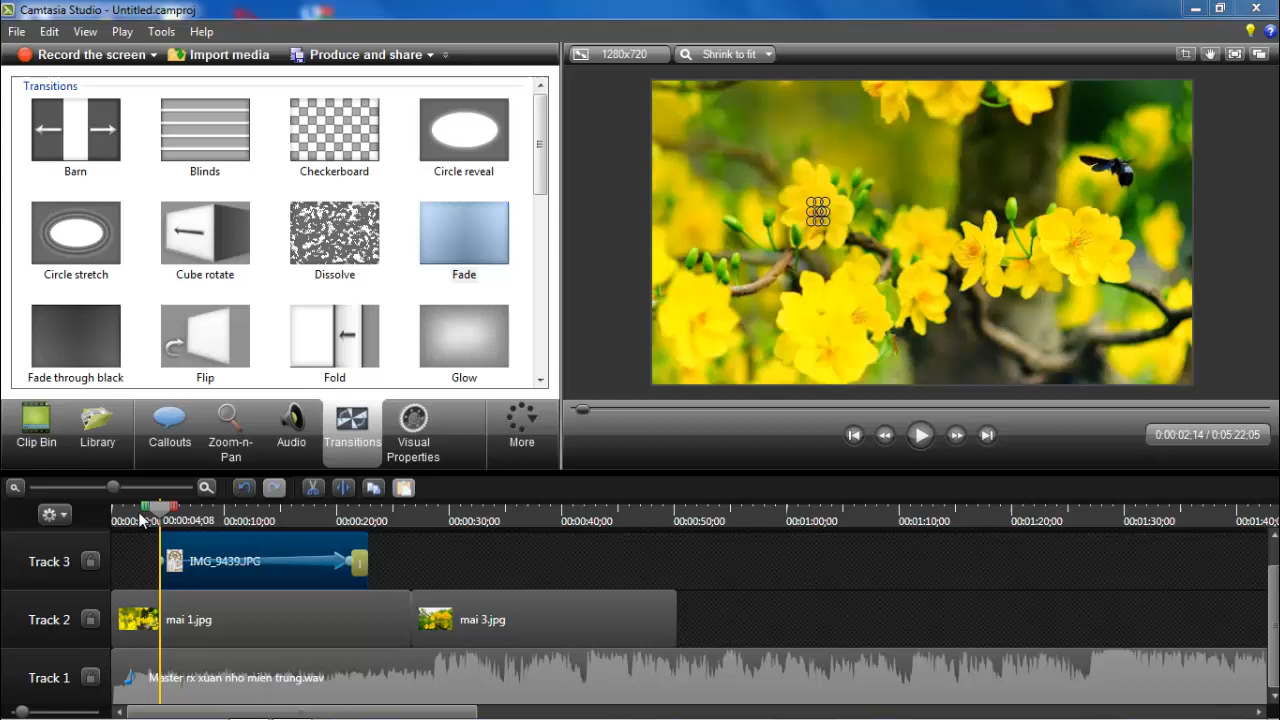 Camtasia Studio - Untitled.camproj
File Edit View Play Tools Help
Record the screen Import media Produce and share
1280x720 Shrink to fit
Transitions
Barn Blinds Checkerboard Circle reveal
Circle stretch Cube rotate Dissolve Fade
Fade through black Flip Fold Glow
Clip Bin Library Callouts Zoom-n-Pan Audio Transitions Visual Properties More
0:00:02;14 / 0:05:22;05
0:00:04;08 00:00:10;00 00:00:20;00 00:00:30;00 00:00:40;00 00:00:50;00 00:01:00;00 00:01:10;00 00:01:20;00 00:01:30;00
Track 3 IMG_9439.JPG
Track 2 mai 1.jpg mai 3.jpg
Track 1 Master rx xuan nho mien trung.wav